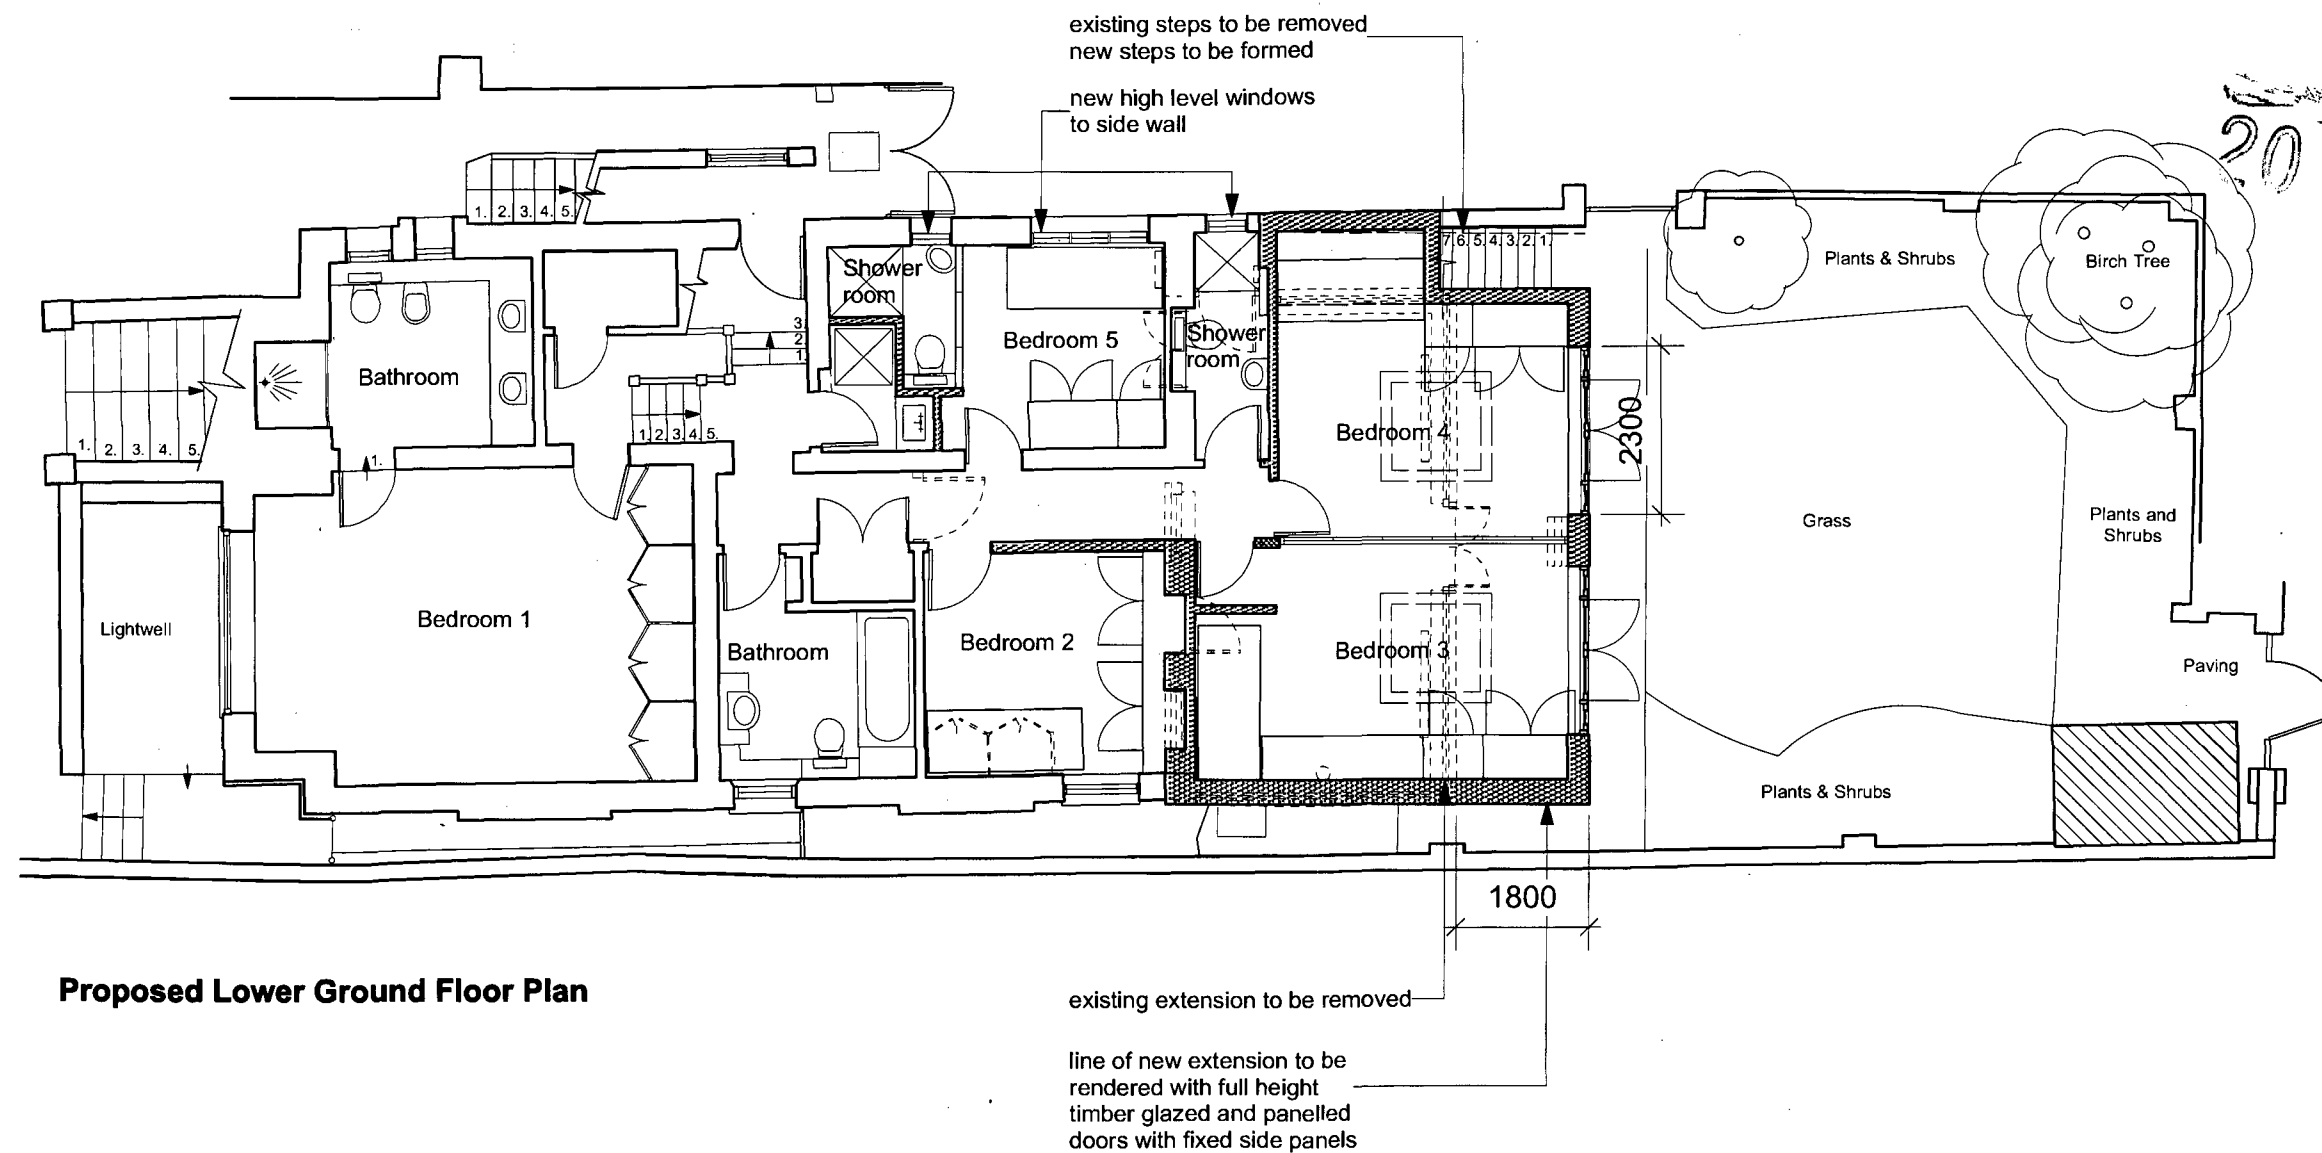 existing steps to be removed
new steps to be formed
new high level windows
to side wall
20
1. 2. 3. 4. 5.
7. 6. 5. 4. 3. 2. 1.
Plants & Shrubs
Birch Tree
Shower
room
Bedroom 5
Shower
room
3.
2.
1.
Bathroom
1. 2. 3. 4. 5.
1. 2. 3. 4. 5.
1.
Bedroom 4
2300
Grass
Plants and
Shrubs
Lightwell
Bedroom 1
Bathroom
Bedroom 2
Bedroom 3
Paving
Plants & Shrubs
1800
Proposed Lower Ground Floor Plan
existing extension to be removed
line of new extension to be
rendered with full height
timber glazed and panelled
doors with fixed side panels